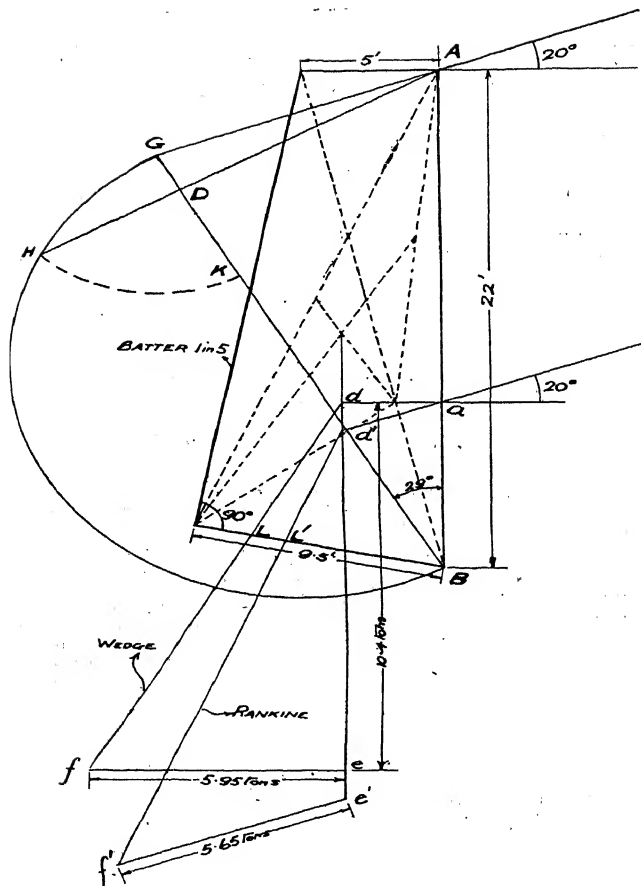 5'
A
20°
G
D
H
K
22'
BATTER 1 in 5
20°
d
a
d'
29°
90°
L
L'
9.5'
B
10.4 Tons
WEDGE
RANKINE
f
e
5.95 Tons
e'
5.65 Tons
f'